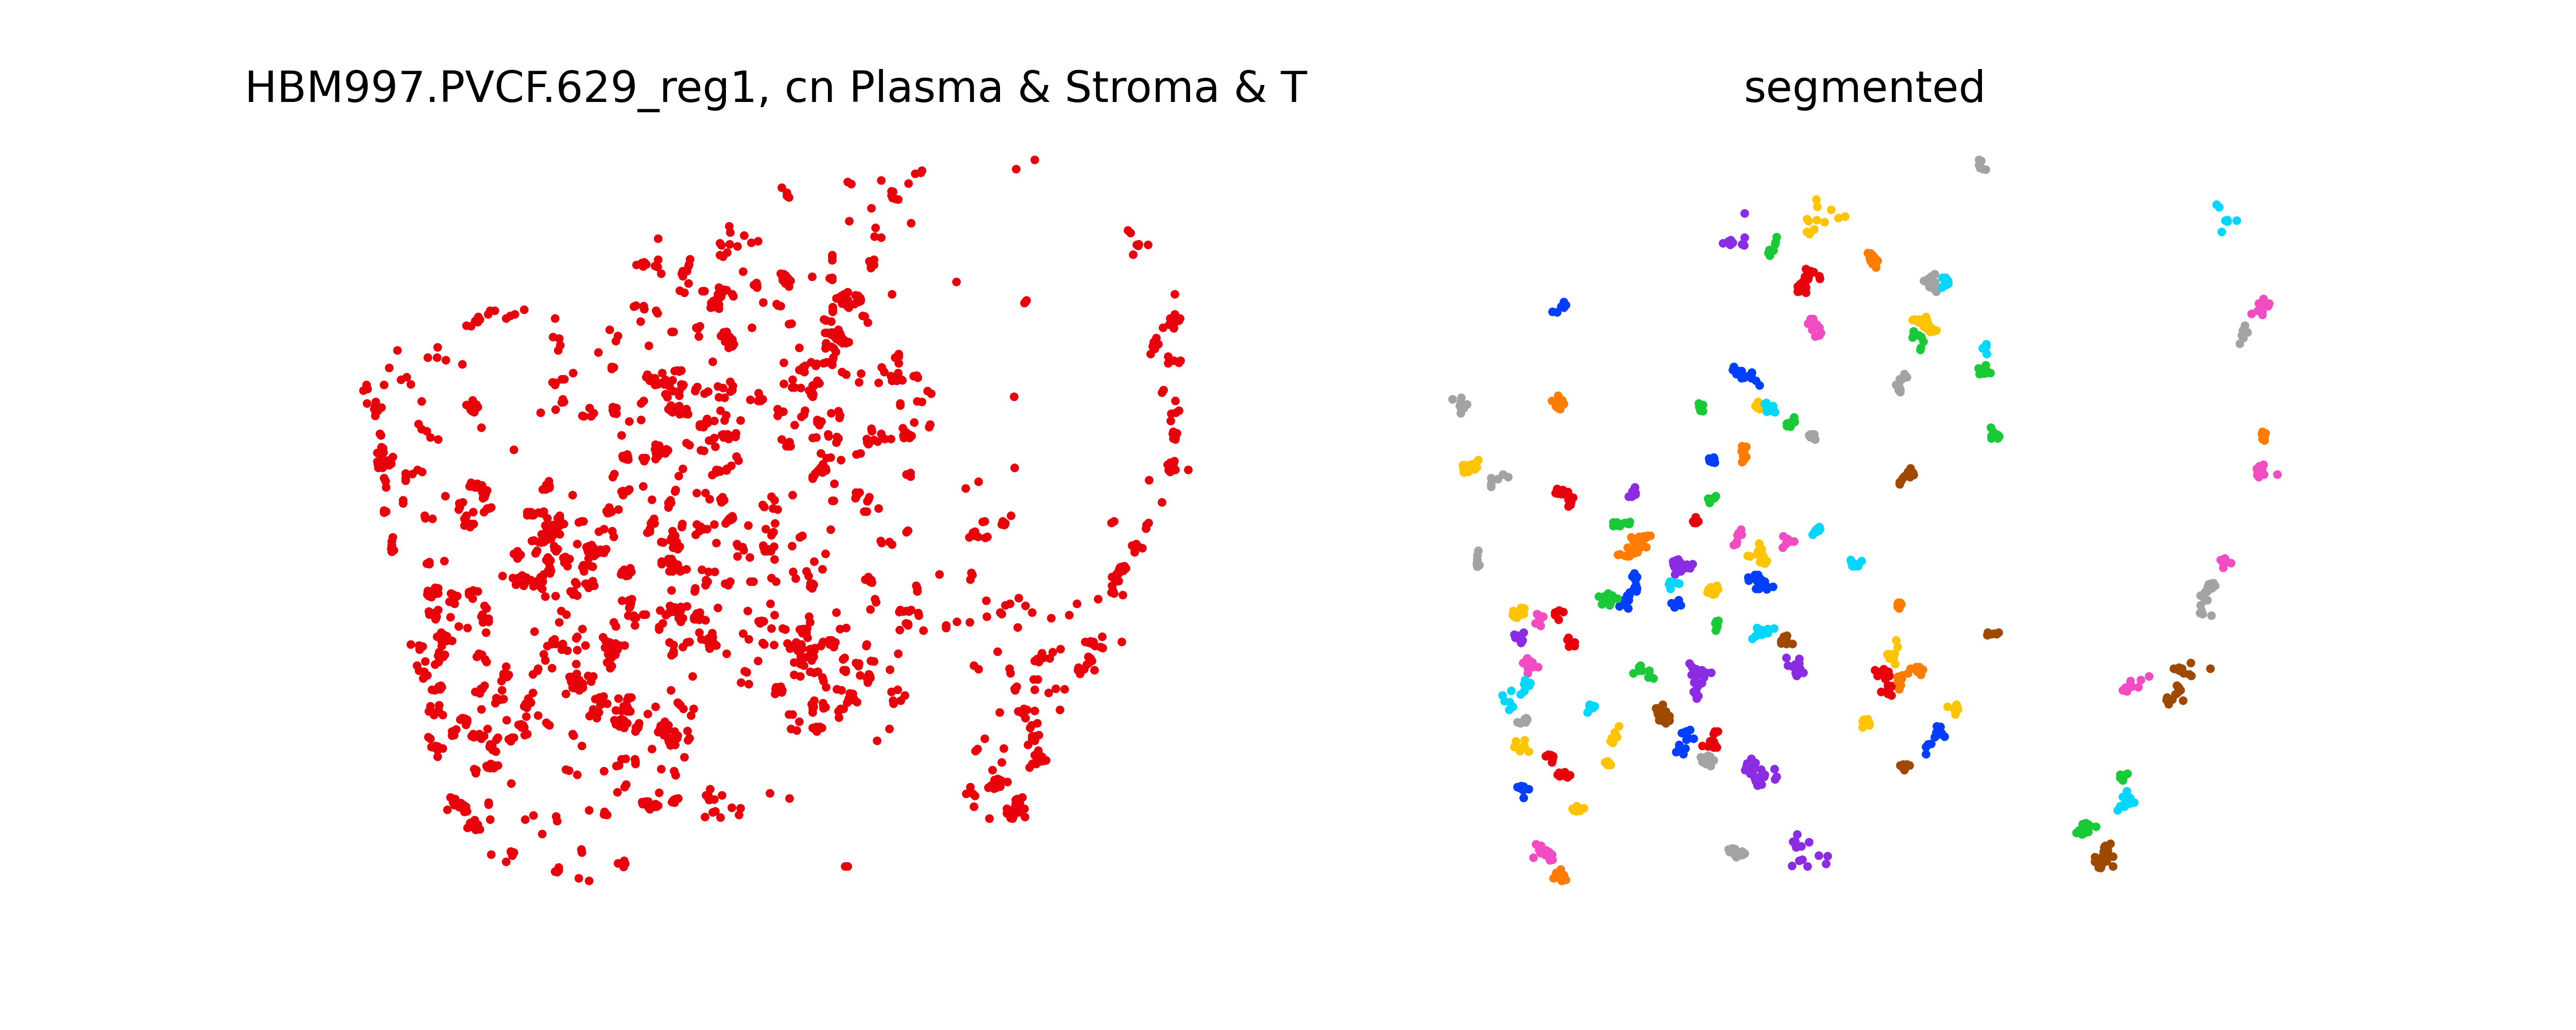 HBM997.PVCF.629_reg1, cn Plasma & Stroma & T
segmented